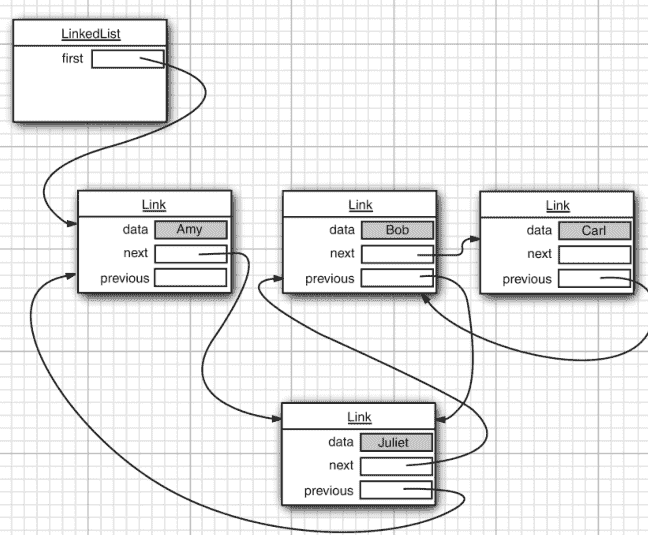 LinkedList
first
Link
data Amy
next
previous
Link
data Bob
next
previous
Link
data Carl
next
previous
Link
data Juliet
next
previous